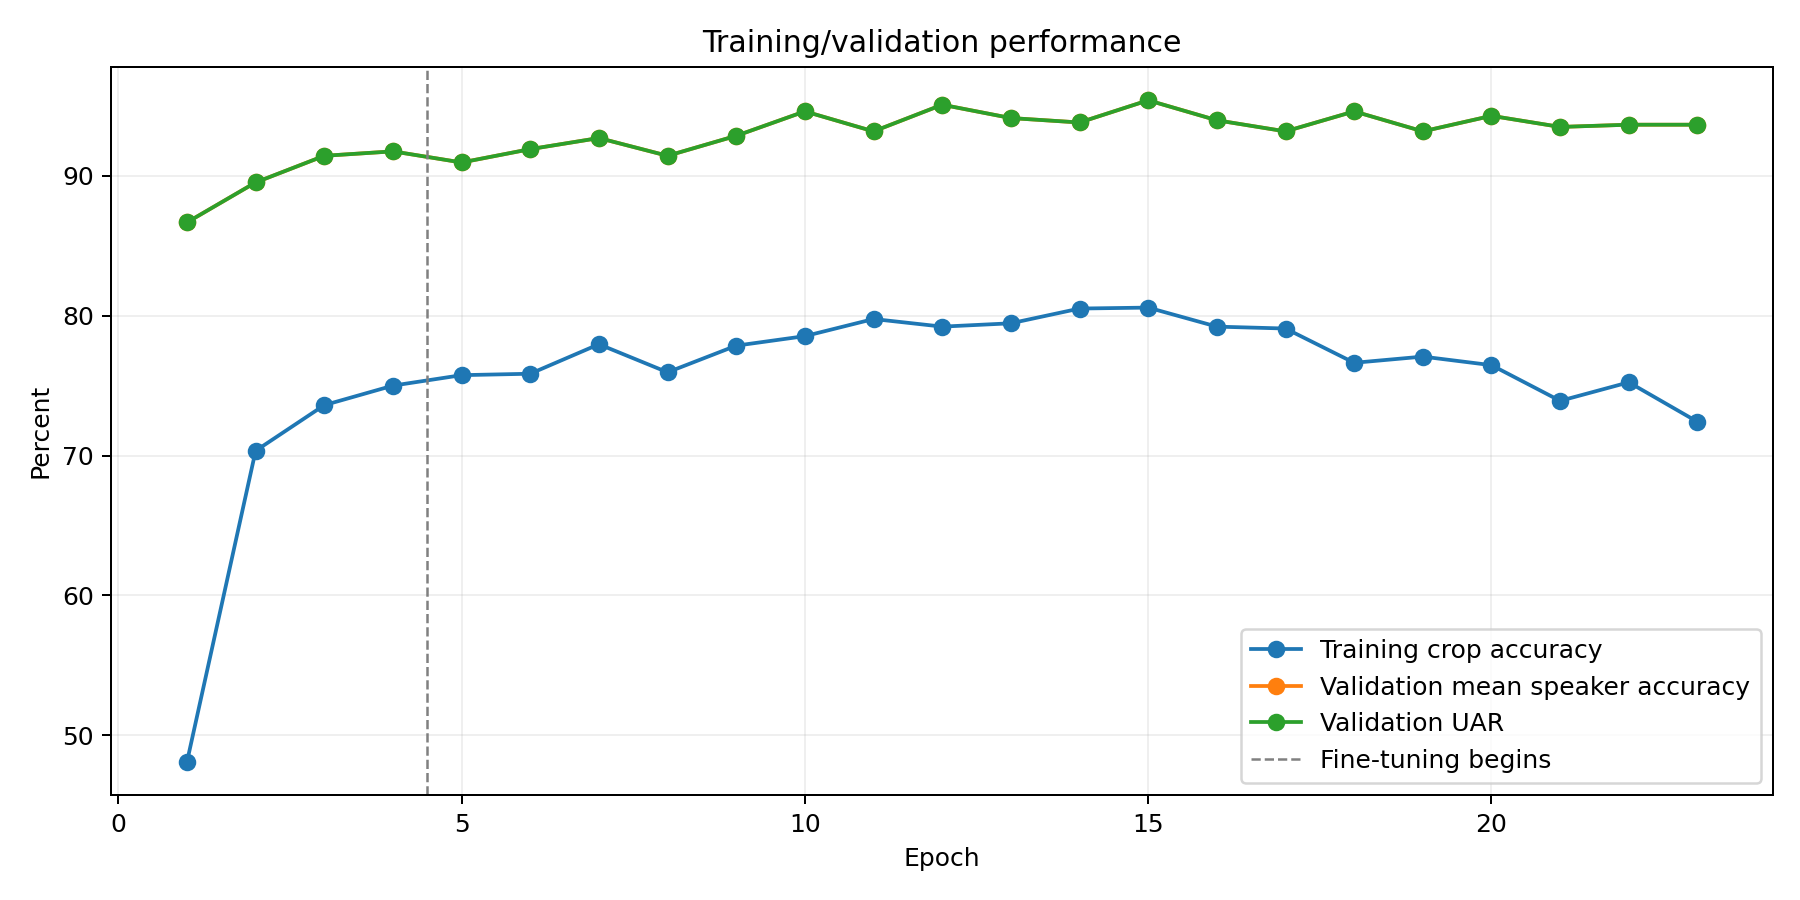 Training/validation performance
90
80
70
60
50
Percent
0 5 10 15 20
Epoch
Training crop accuracy
Validation mean speaker accuracy
Validation UAR
Fine-tuning begins